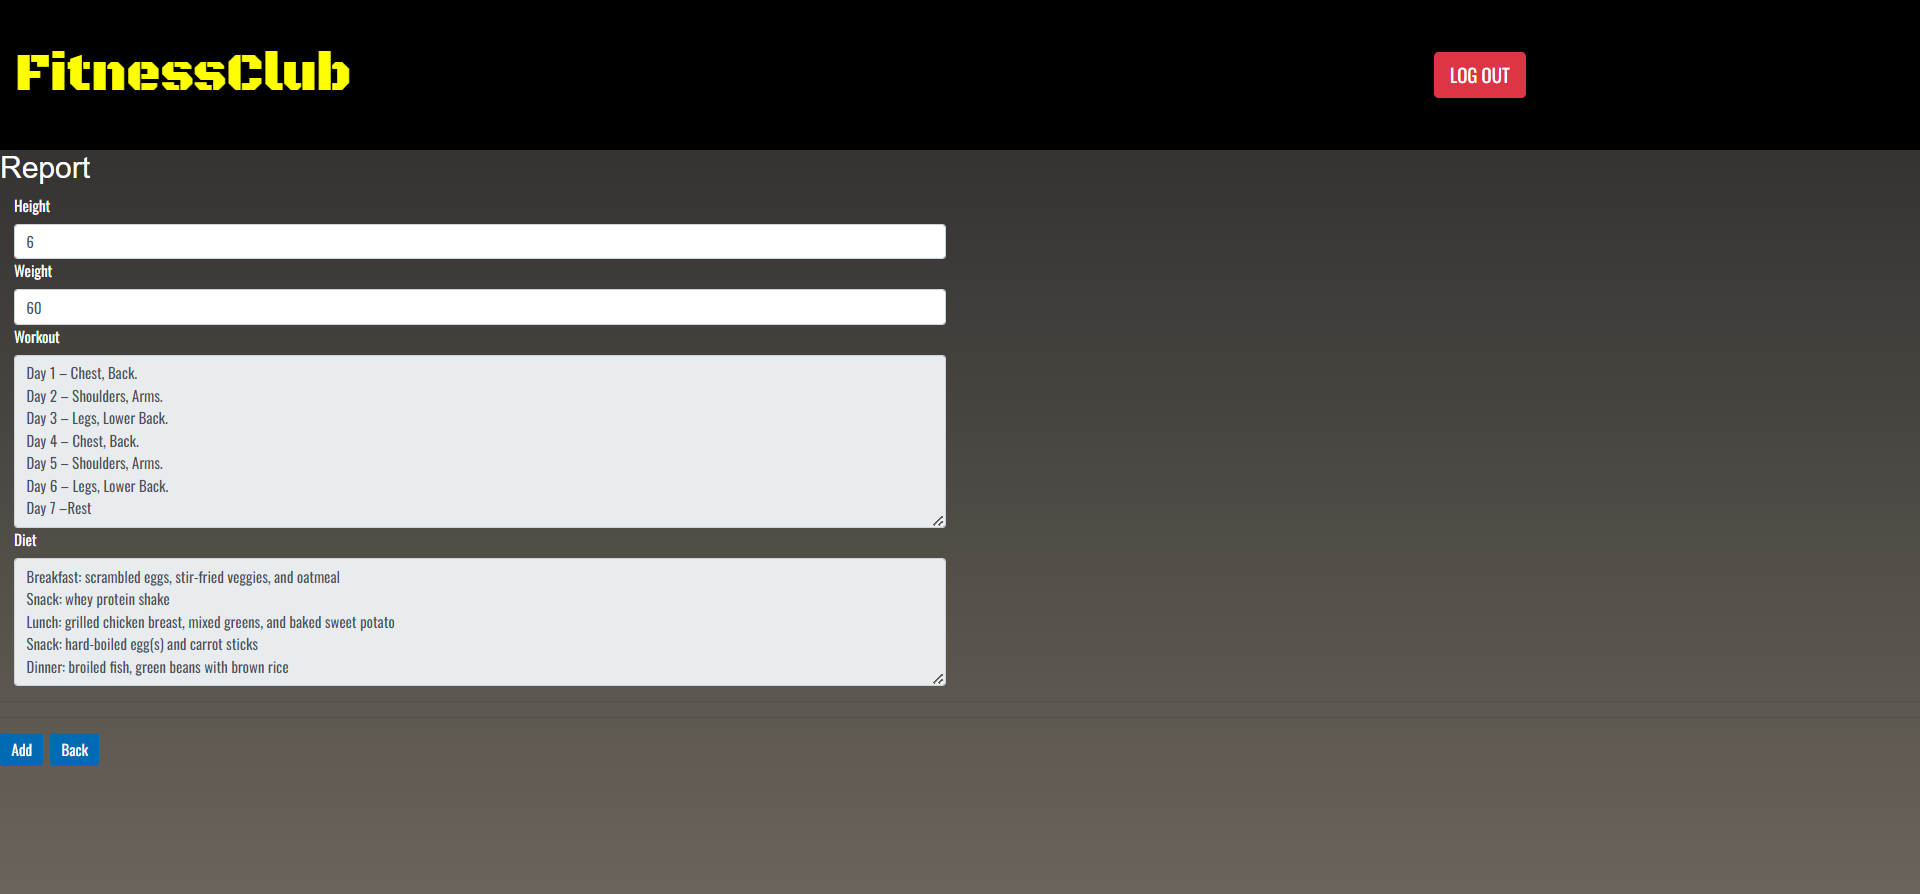 FitnessClub
LOG OUT
Report
Height
6
Weight
60
Workout
Day 1 – Chest, Back.
Day 2 – Shoulders, Arms.
Day 3 – Legs, Lower Back.
Day 4 – Chest, Back.
Day 5 – Shoulders, Arms.
Day 6 – Legs, Lower Back.
Day 7 –Rest
Diet
Breakfast: scrambled eggs, stir-fried veggies, and oatmeal
Snack: whey protein shake
Lunch: grilled chicken breast, mixed greens, and baked sweet potato
Snack: hard-boiled egg(s) and carrot sticks
Dinner: broiled fish, green beans with brown rice
Add Back